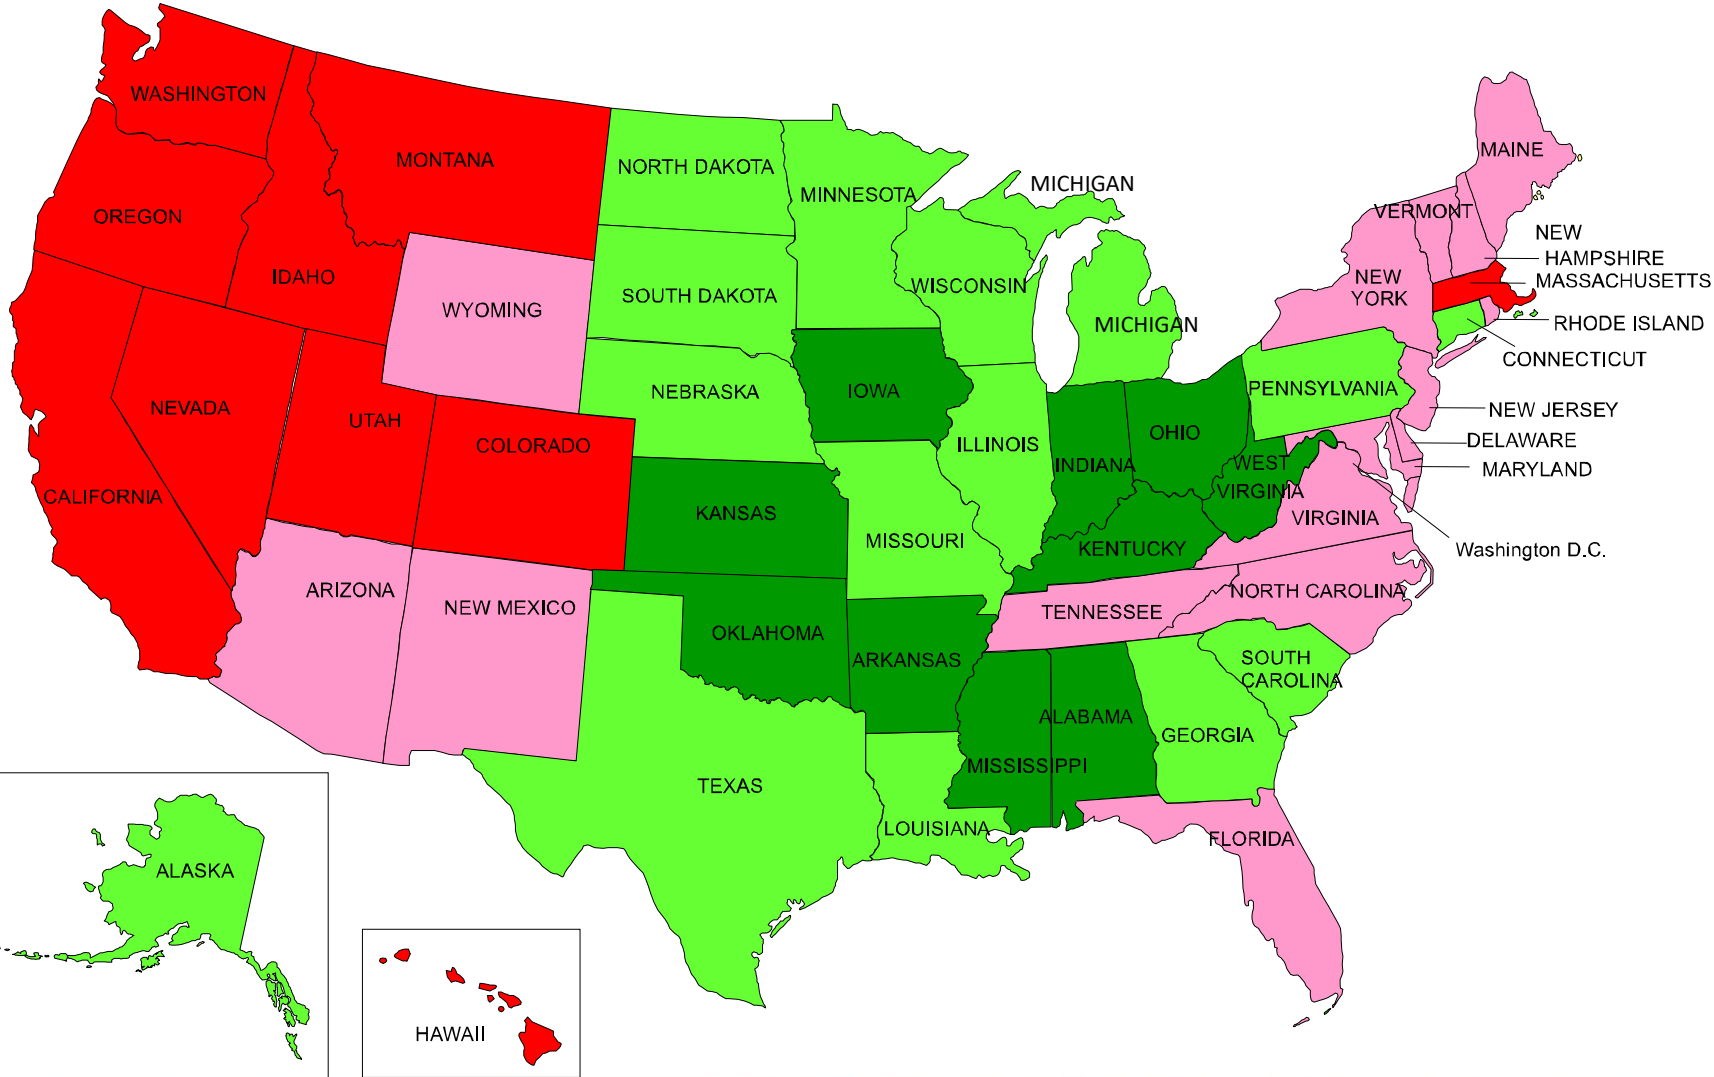 WASHINGTON
MONTANA
NORTH DAKOTA
MINNESOTA
MICHIGAN
MAINE
OREGON
VERMONT
NEW
HAMPSHIRE
IDAHO
WYOMING
SOUTH DAKOTA
WISCONSIN
MICHIGAN
NEW
YORK
MASSACHUSETTS
RHODE ISLAND
CONNECTICUT
NEVADA
UTAH
COLORADO
NEBRASKA
IOWA
ILLINOIS
INDIANA
OHIO
PENNSYLVANIA
NEW JERSEY
DELAWARE
MARYLAND
CALIFORNIA
KANSAS
MISSOURI
KENTUCKY
WEST
VIRGINIA
VIRGINIA
Washington D.C.
ARIZONA
NEW MEXICO
OKLAHOMA
ARKANSAS
TENNESSEE
NORTH CAROLINA
SOUTH
CAROLINA
TEXAS
LOUISIANA
MISSISSIPPI
ALABAMA
GEORGIA
FLORIDA
ALASKA
HAWAII